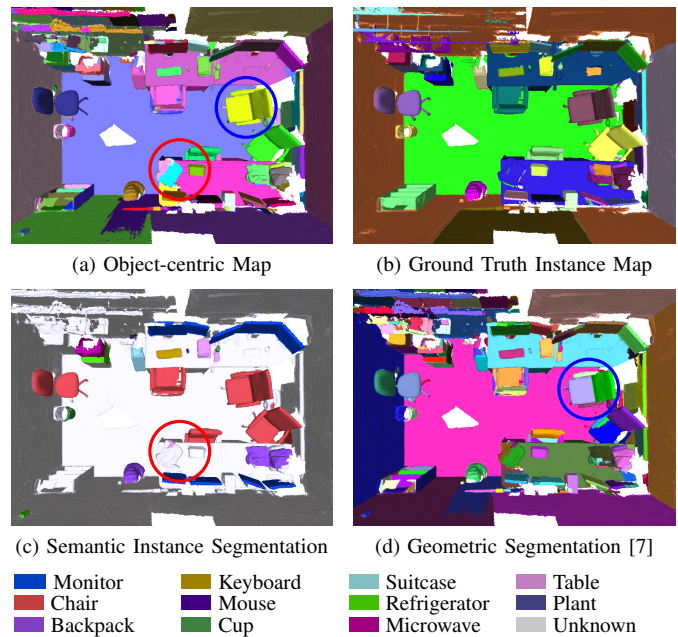 (a) Object-centric Map
(b) Ground Truth Instance Map
(c) Semantic Instance Segmentation
(d) Geometric Segmentation [7]
Monitor Keyboard Suitcase Table
Chair Mouse Refrigerator Plant
Backpack Cup Microwave Unknown